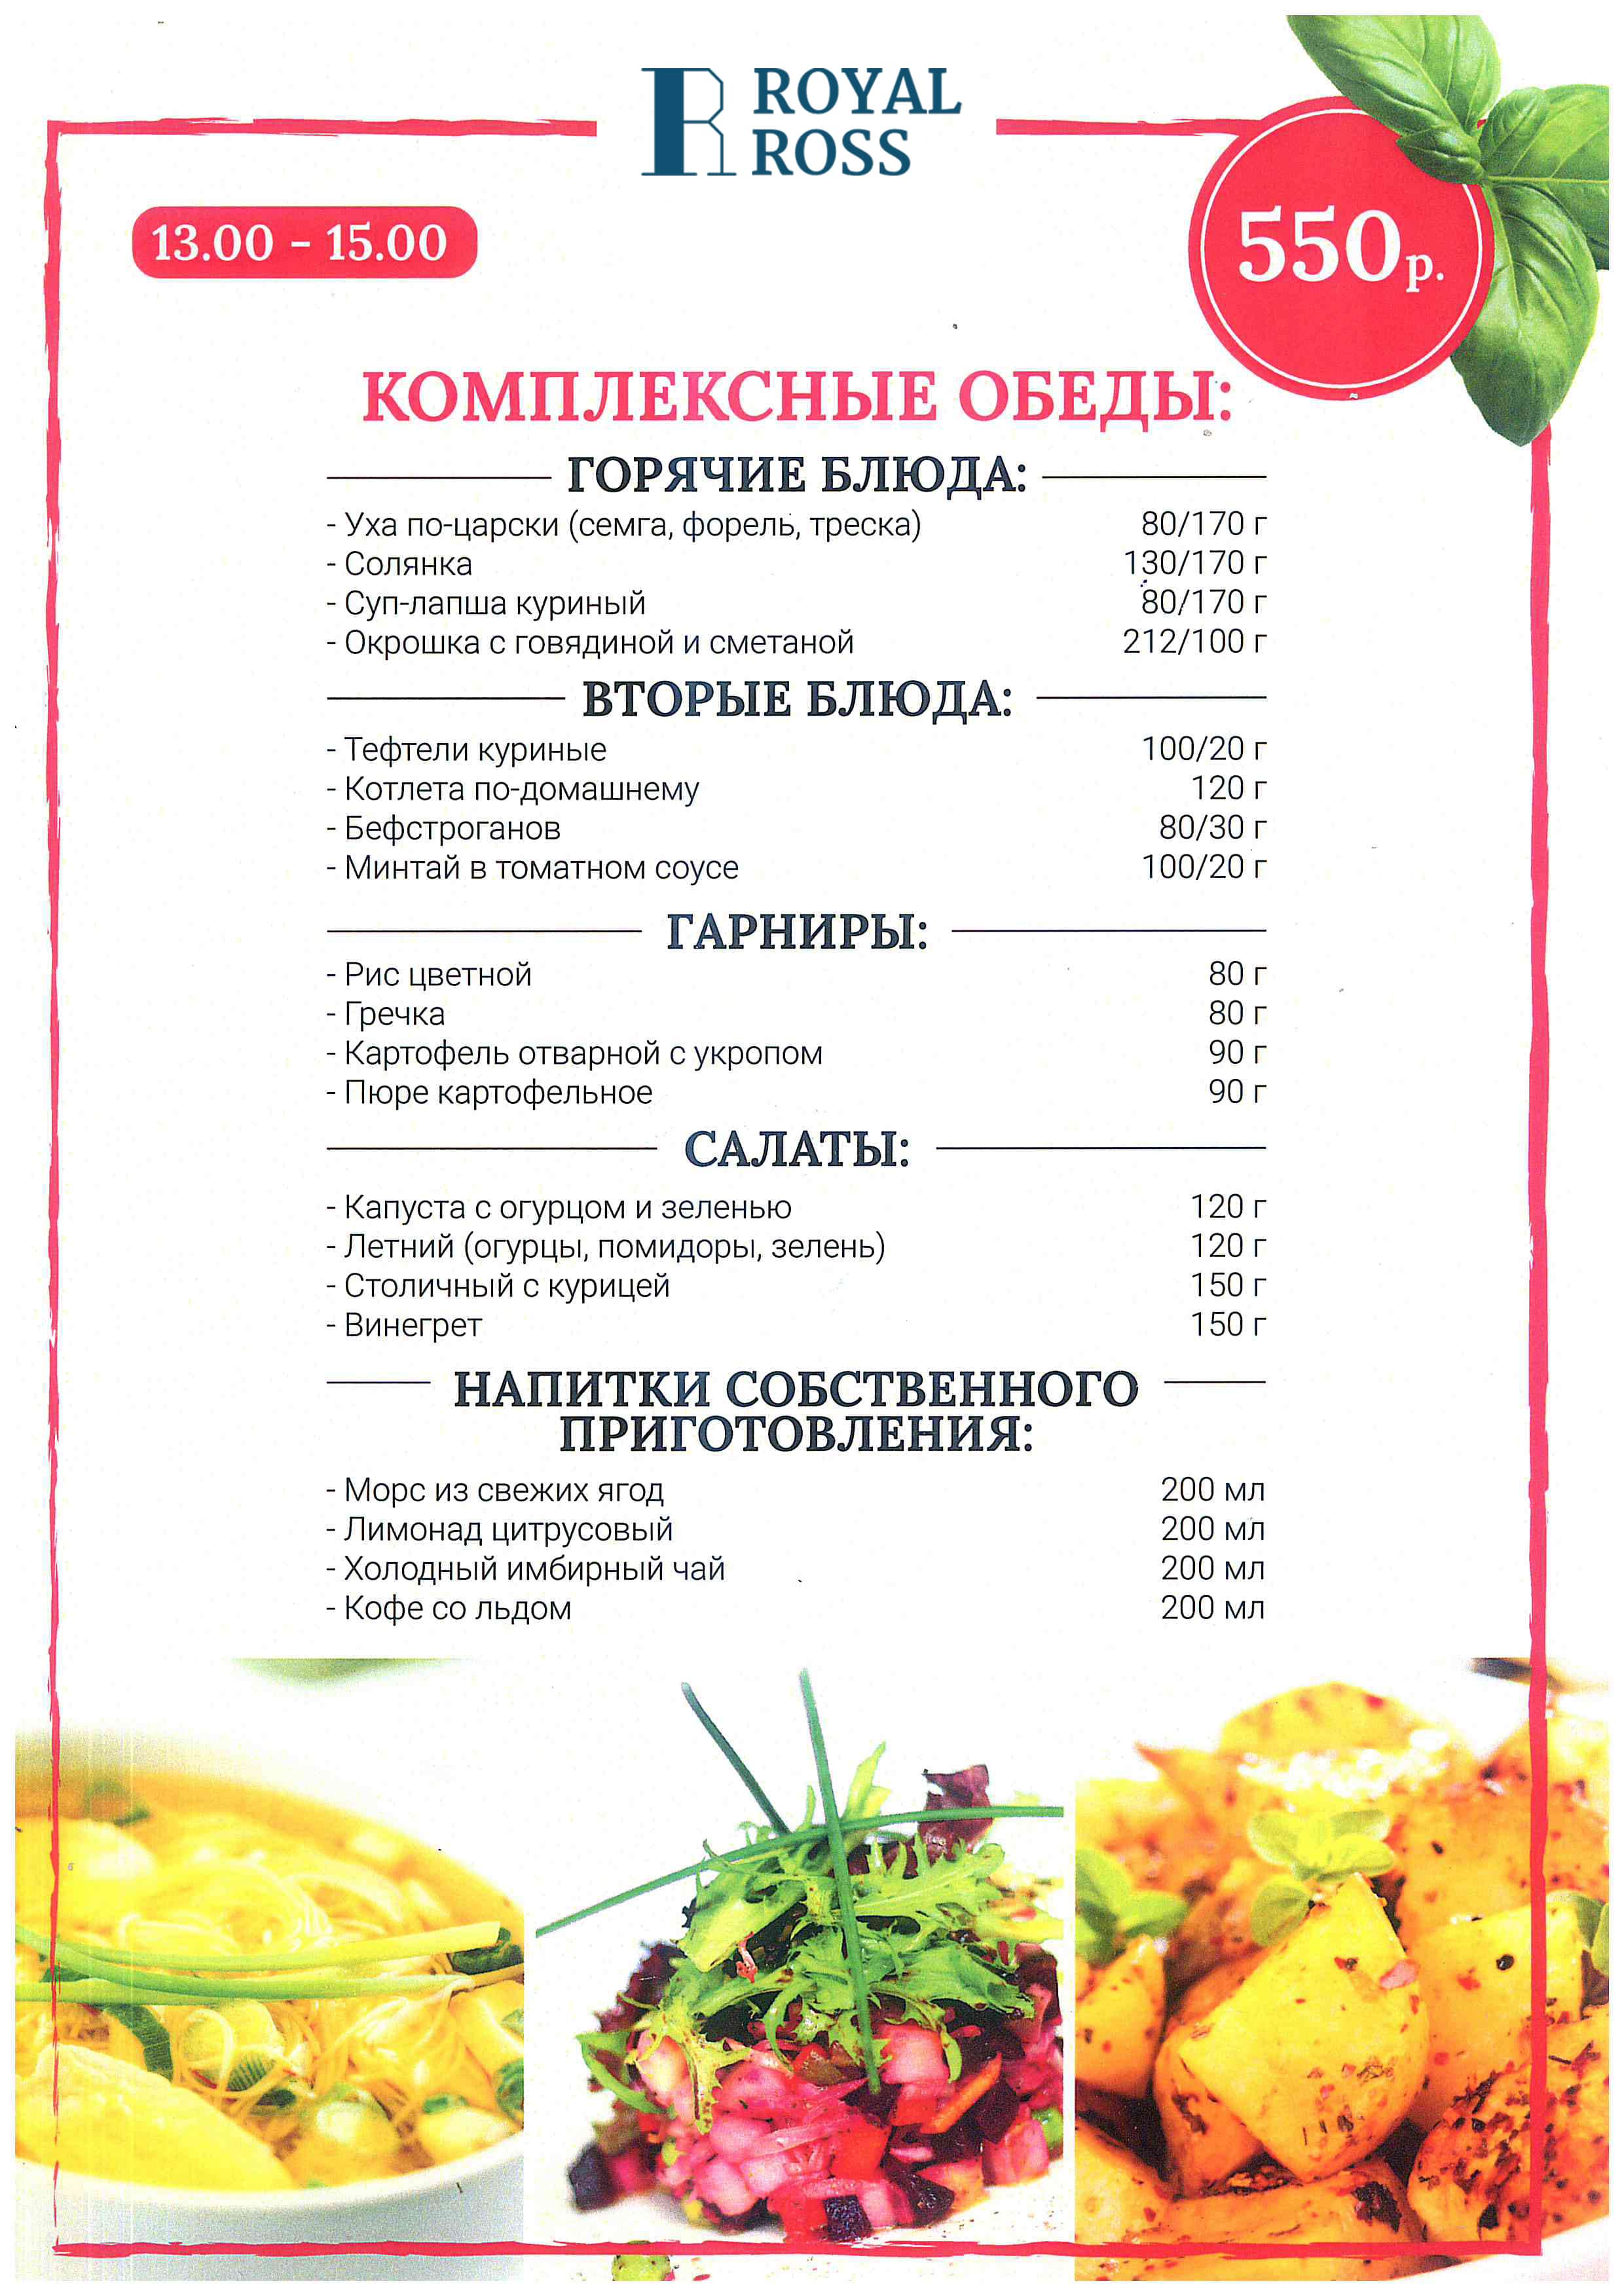 ROYAL
ROSS
13.00 - 15.00
550р.
КОМПЛЕКСНЫЕ ОБЕДЫ:
ГОРЯЧИЕ БЛЮДА:
- Уха по-царски (семга, форель, треска) 80/170 г
- Солянка 130/170 г
- Суп-лапша куриный 80/170 г
- Окрошка с говядиной и сметаной 212/100 г
ВТОРЫЕ БЛЮДА:
- Тефтели куриные 100/20 г
- Котлета по-домашнему 120 г
- Бефстроганов 80/30 г
- Минтай в томатном соусе 100/20 г
ГАРНИРЫ:
- Рис цветной 80 г
- Гречка 80 г
- Картофель отварной с укропом 90 г
- Пюре картофельное 90 г
САЛАТЫ:
- Капуста с огурцом и зеленью 120 г
- Летний (огурцы, помидоры, зелень) 120 г
- Столичный с курицей 150 г
- Винегрет 150 г
НАПИТКИ СОБСТВЕННОГО
ПРИГОТОВЛЕНИЯ:
- Морс из свежих ягод 200 мл
- Лимонад цитрусовый 200 мл
- Холодный имбирный чай 200 мл
- Кофе со льдом 200 мл